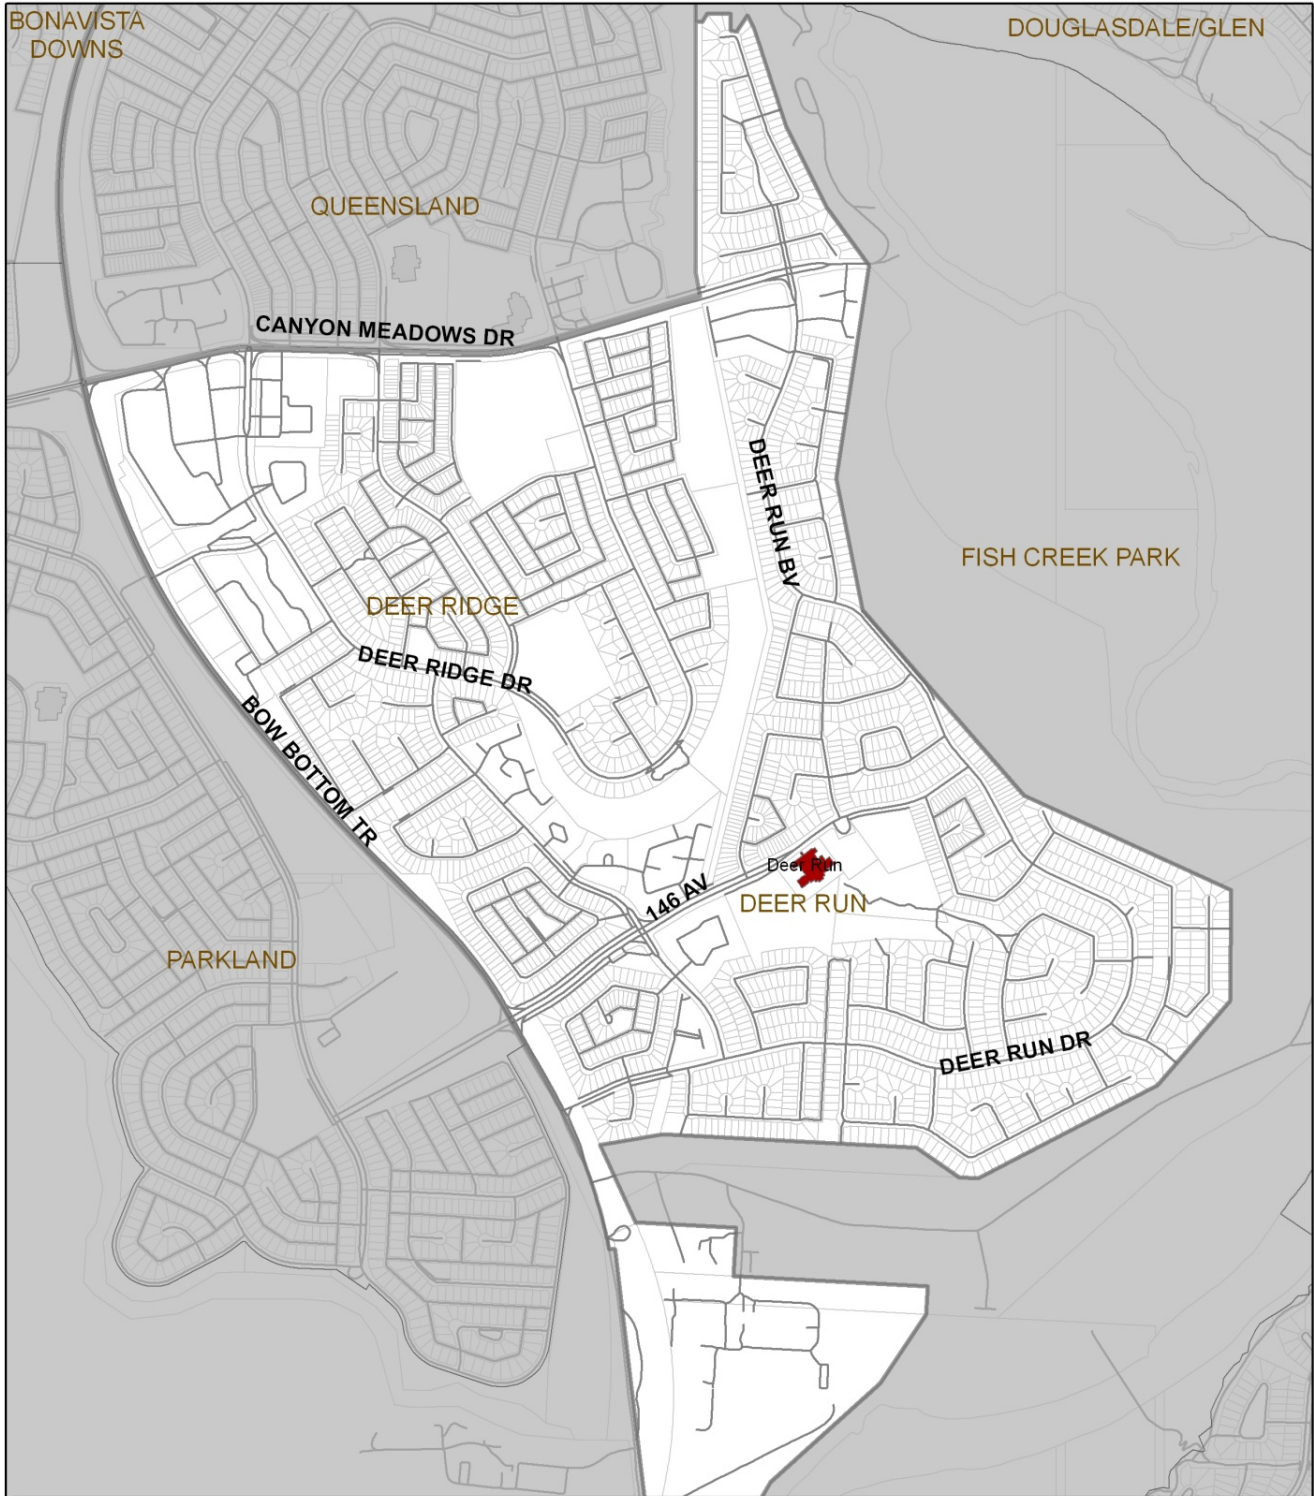 BONAVISTA
DOWNS
DOUGLASDALE/GLEN
QUEENSLAND
CANYON MEADOWS DR
DEER RUN BV
FISH CREEK PARK
DEER RIDGE
DEER RIDGE DR
BOW BOTTOM TR
Deer Run
146 AV
DEER RUN
PARKLAND
DEER RUN DR